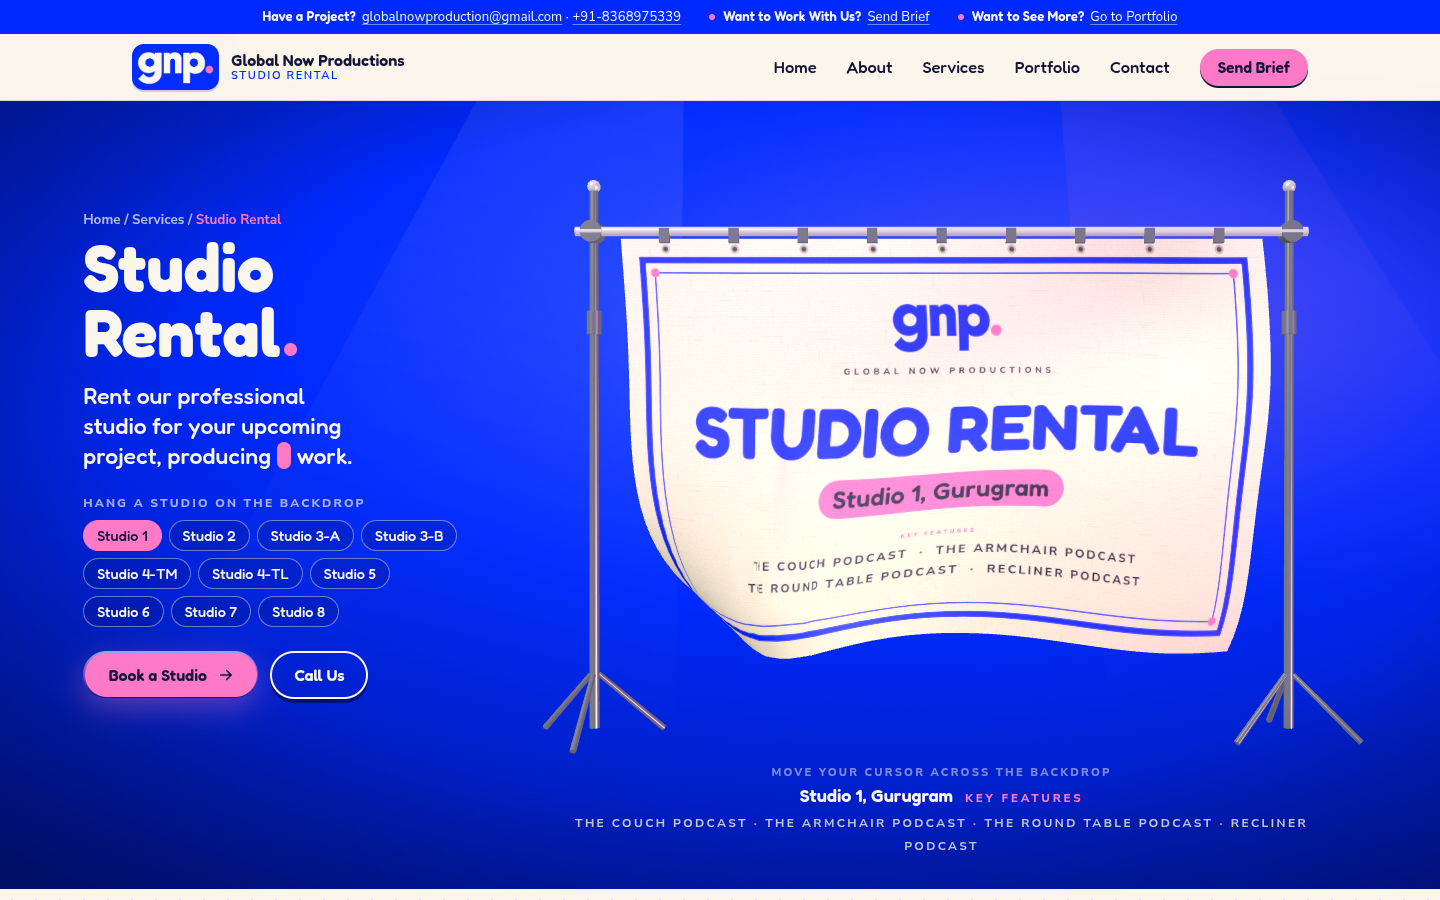 Have a Project? globalnowproduction@gmail.com · +91-8368975339 • Want to Work With Us? Send Brief • Want to See More? Go to Portfolio
gnp.
Global Now Productions
STUDIO RENTAL
Home About Services Portfolio Contact Send Brief
Home / Services / Studio Rental
Studio
Rental.
Rent our professional
studio for your upcoming
project, producing work.
HANG A STUDIO ON THE BACKDROP
Studio 1 Studio 2 Studio 3-A Studio 3-B
Studio 4-TM Studio 4-TL Studio 5
Studio 6 Studio 7 Studio 8
Book a Studio → Call Us
gnp.
GLOBAL NOW PRODUCTIONS
STUDIO RENTAL
Studio 1, Gurugram
KEY FEATURES
COUCH PODCAST · THE ARMCHAIR PODCAST
ROUND TABLE PODCAST · RECLINER PODCAST
MOVE YOUR CURSOR ACROSS THE BACKDROP
Studio 1, Gurugram KEY FEATURES
THE COUCH PODCAST · THE ARMCHAIR PODCAST · THE ROUND TABLE PODCAST · RECLINER
PODCAST